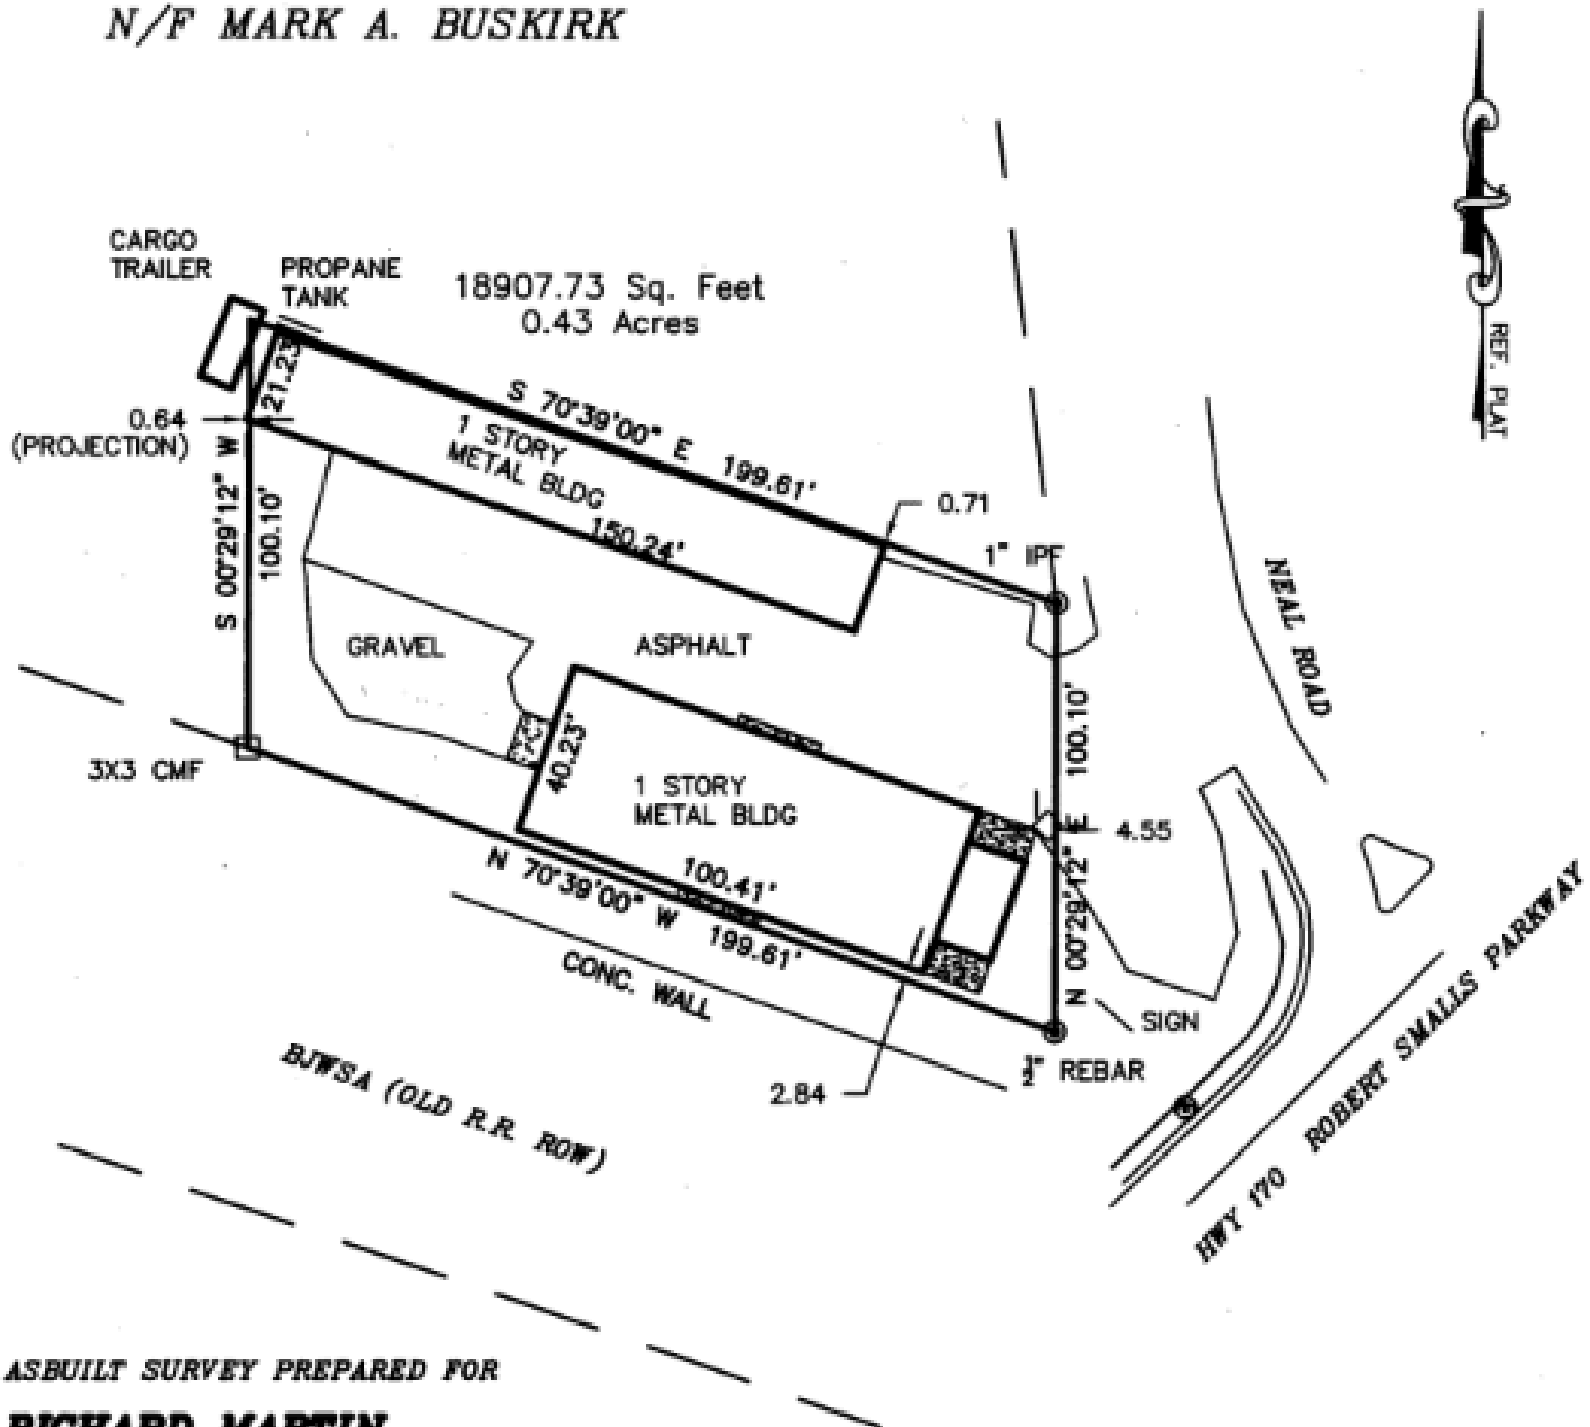 N/F MARK A. BUSKIRK
REF. PLAT
CARGO
TRAILER
PROPANE
TANK
18907.73 Sq. Feet
0.43 Acres
21.23'
0.64
(PROJECTION)
S 70°39'00" E 199.61'
1 STORY
METAL BLDG
150.24'
0.71
1" IPF
S 00°29'12" W
100.10'
NEAL ROAD
GRAVEL
ASPHALT
3X3 CMF
40.23'
1 STORY
METAL BLDG
100.41'
N 00°29'12" E 100.10'
4.55
N 70°39'00" W 199.61'
CONC. WALL
SIGN
1/2" REBAR
2.84
BJWSA (OLD R.R. ROW)
HWY 170 ROBERT SMALLS PARKWAY
ASBUILT SURVEY PREPARED FOR
RICHARD MARTIN